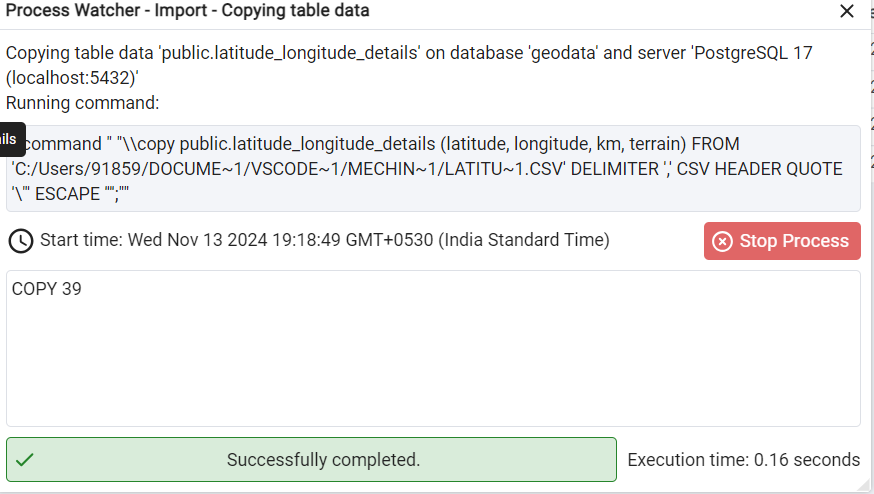 Process Watcher - Import - Copying table data
Copying table data 'public.latitude_longitude_details' on database 'geodata' and server 'PostgreSQL 17
(localhost:5432)'
Running command:
ils
command " "\\copy public.latitude_longitude_details (latitude, longitude, km, terrain) FROM
'C:/Users/91859/DOCUME~1/VSCODE~1/MECHIN~1/LATITU~1.CSV' DELIMITER ',' CSV HEADER QUOTE
'\"' ESCAPE '''';""
Start time: Wed Nov 13 2024 19:18:49 GMT+0530 (India Standard Time)
Stop Process
COPY 39
Successfully completed.
Execution time: 0.16 seconds